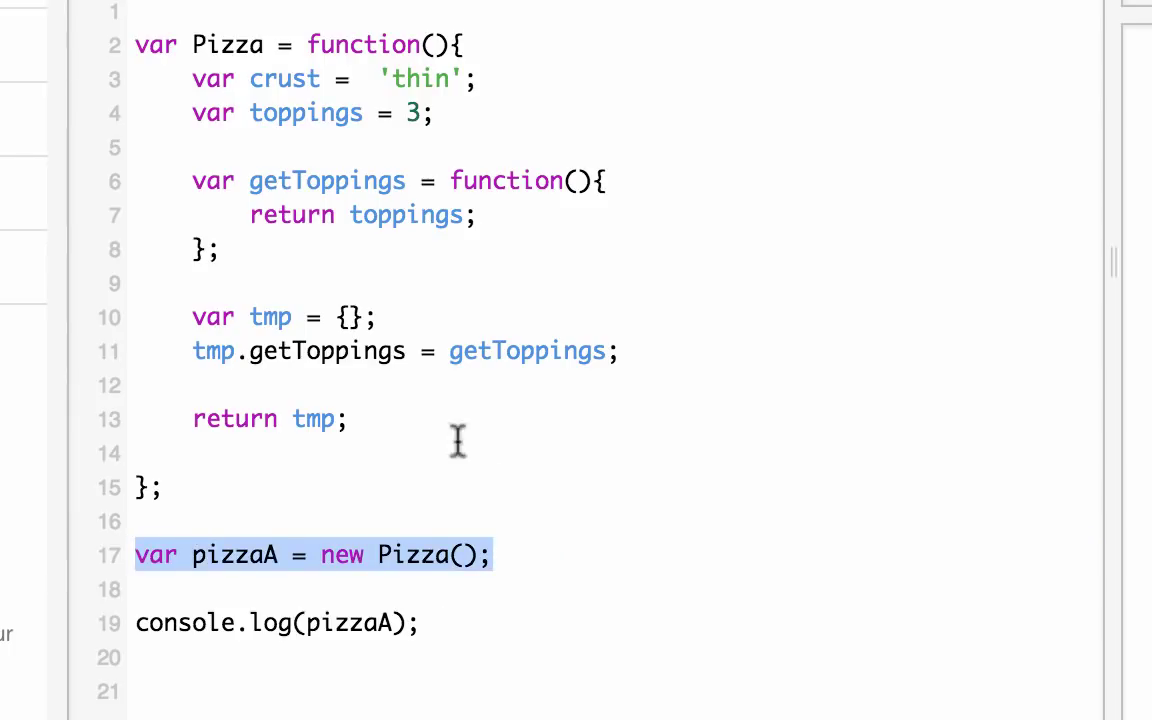 1
2 var Pizza = function(){
3     var crust =  'thin';
4     var toppings = 3;
5
6     var getToppings = function(){
7         return toppings;
8     };
9
10     var tmp = {};
11     tmp.getToppings = getToppings;
12
13     return tmp;
14
15 };
16
17 var pizzaA = new Pizza();
18
19 console.log(pizzaA);
20
21